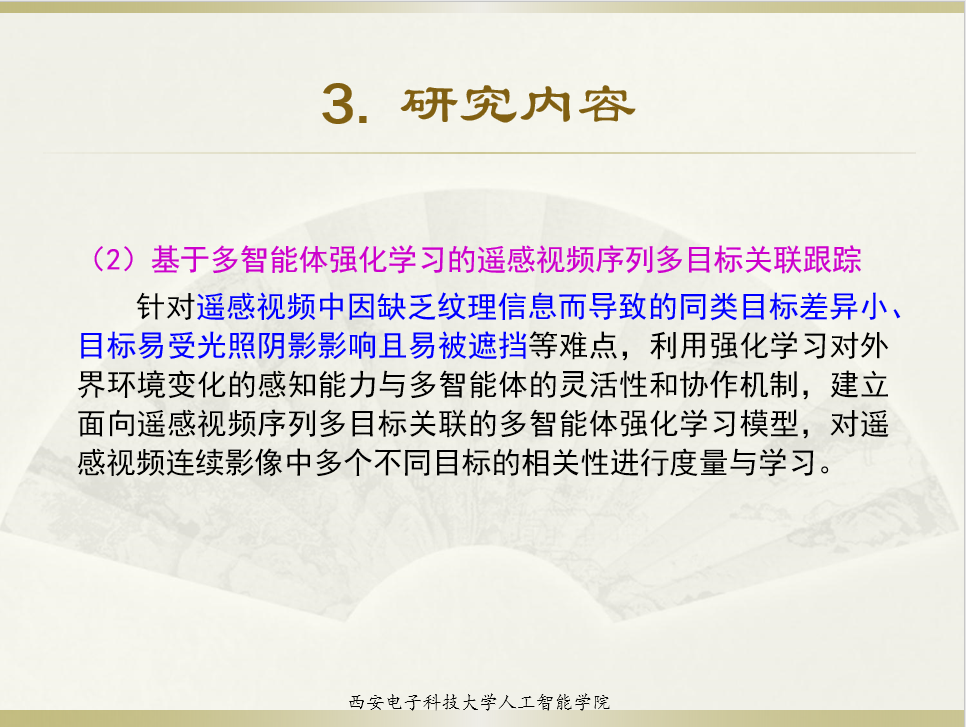 3. 研究内容
（2）基于多智能体强化学习的遥感视频序列多目标关联跟踪
针对遥感视频中因缺乏纹理信息而导致的同类目标差异小、
目标易受光照阴影影响且易被遮挡等难点，利用强化学习对外
界环境变化的感知能力与多智能体的灵活性和协作机制，建立
面向遥感视频序列多目标关联的多智能体强化学习模型，对遥
感视频连续影像中多个不同目标的相关性进行度量与学习。
西安电子科技大学人工智能学院